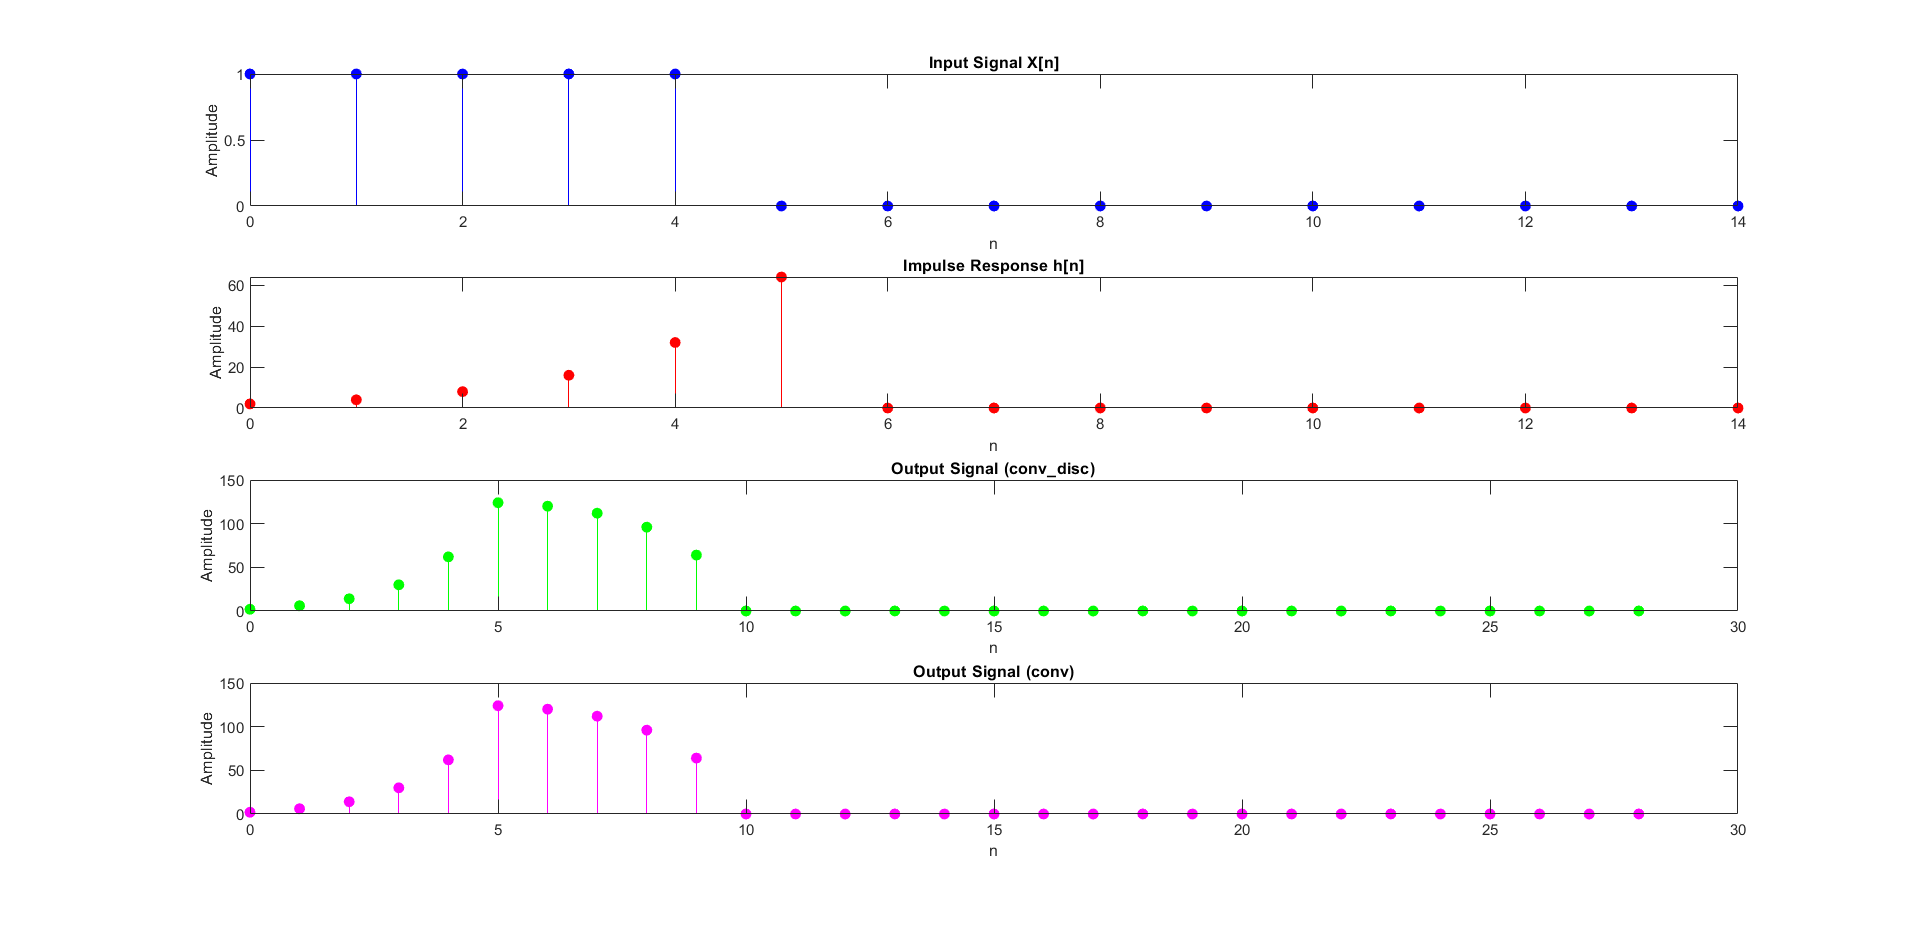 Input Signal X[n]
Amplitude
1
0.5
0
0 2 4 6 8 10 12 14
n
Impulse Response h[n]
Amplitude
60
40
20
0
0 2 4 6 8 10 12 14
n
Output Signal (conv_disc)
Amplitude
150
100
50
0
0 5 10 15 20 25 30
n
Output Signal (conv)
Amplitude
150
100
50
0
0 5 10 15 20 25 30
n